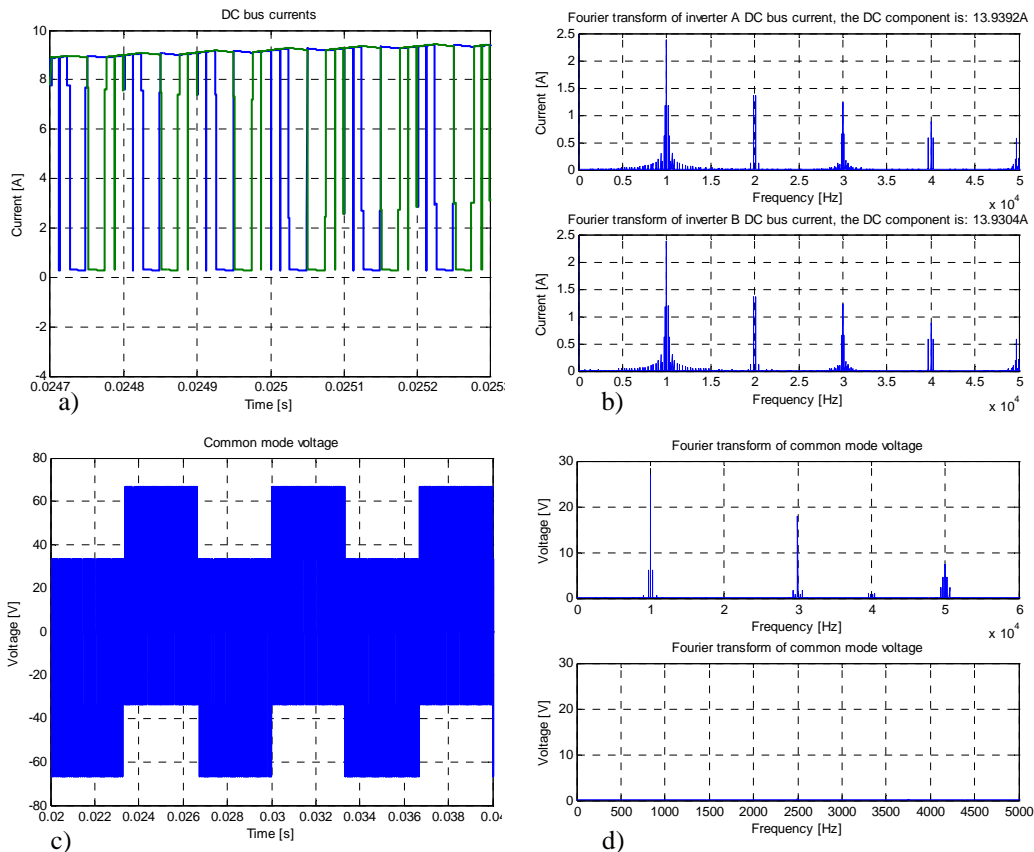 DC bus currents
10
8
6
4
2
0
-2
-4
Current [A]
0.0247 0.0248 0.0249 0.025 0.0251 0.0252 0.025
Time [s]
a)
Fourier transform of inverter A DC bus current, the DC component is: 13.9392A
2.5
2
1.5
1
0.5
0
Current [A]
0 0.5 1 1.5 2 2.5 3 3.5 4 4.5 5
Frequency [Hz]
x 10^4
Fourier transform of inverter B DC bus current, the DC component is: 13.9304A
2.5
2
1.5
1
0.5
0
Current [A]
0 0.5 1 1.5 2 2.5 3 3.5 4 4.5 5
Frequency [Hz]
x 10^4
b)
Common mode voltage
80
60
40
20
0
-20
-40
-60
-80
Voltage [V]
0.02 0.022 0.024 0.026 0.028 0.03 0.032 0.034 0.036 0.038 0.0
Time [s]
c)
Fourier transform of common mode voltage
30
20
10
0
Voltage [V]
0 1 2 3 4 5 6
Frequency [Hz]
x 10^4
Fourier transform of common mode voltage
30
20
10
0
Voltage [V]
0 500 1000 1500 2000 2500 3000 3500 4000 4500 5000
Frequency [Hz]
d)